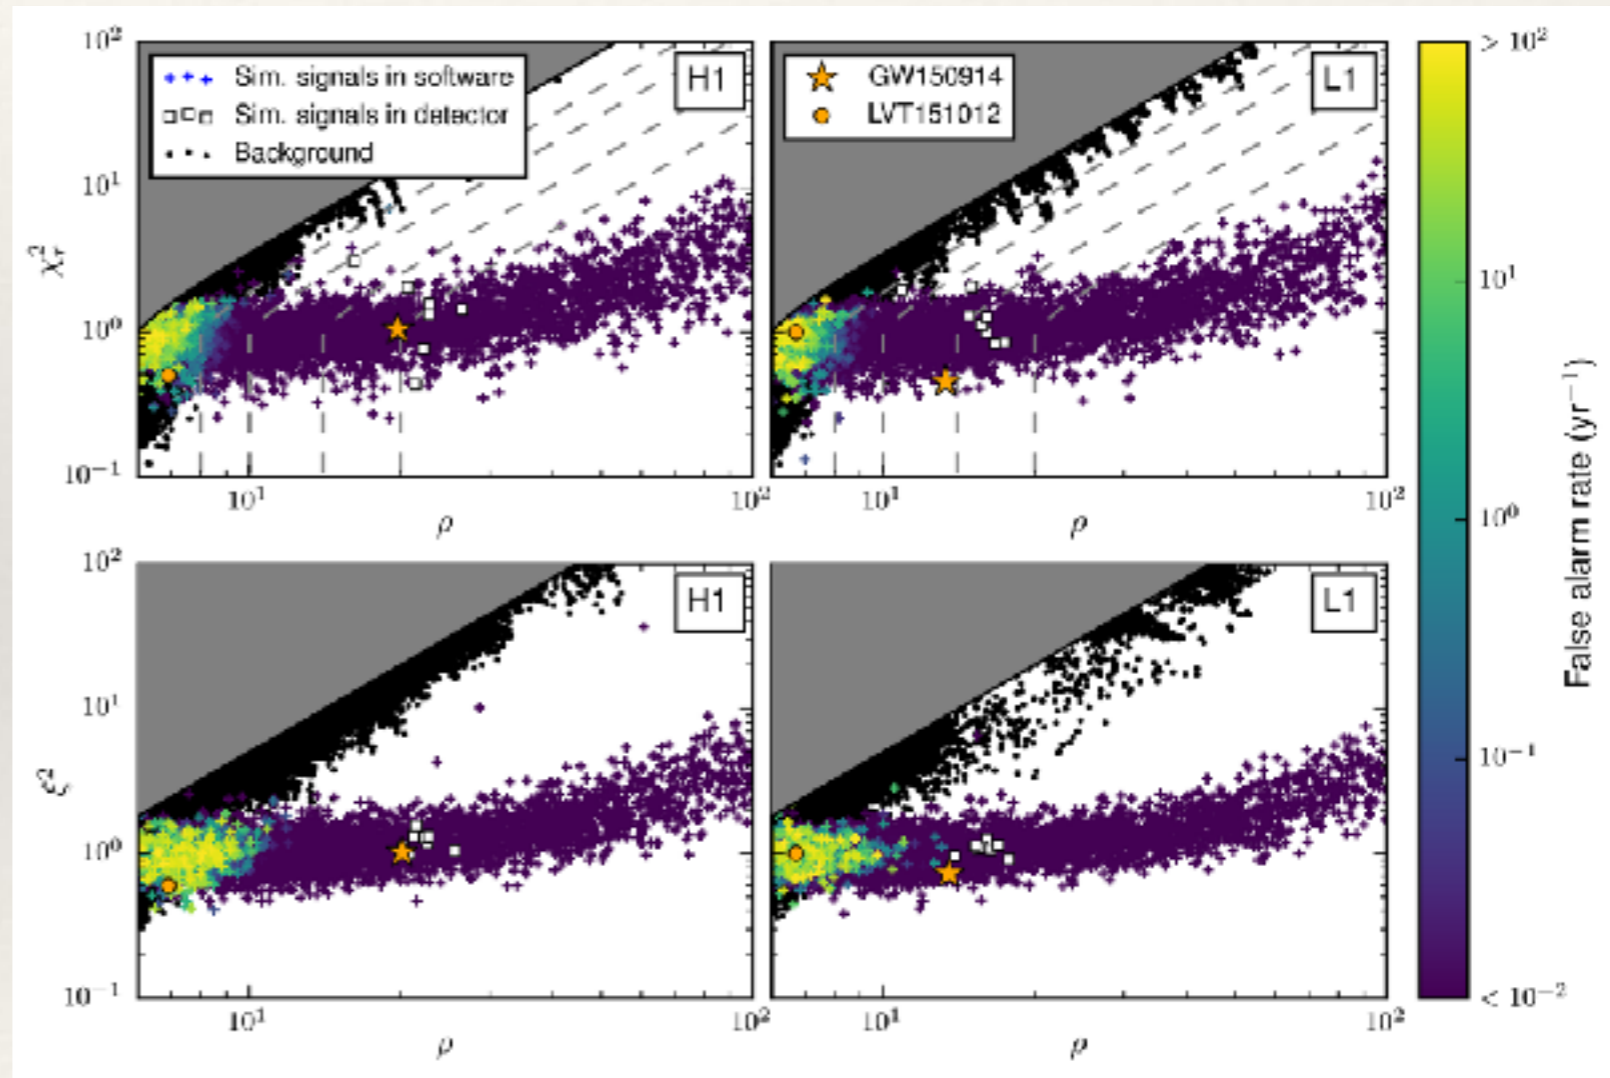 10²
10¹
10⁰
10⁻¹
χ²ᵣ
Sim. signals in software
Sim. signals in detector
Background
H1
10¹
10²
ρ
GW150914
LVT151012
L1
10¹
10²
ρ
10²
10¹
10⁰
10⁻¹
ξ²
H1
10¹
10²
ρ
L1
10¹
10²
ρ
> 10²
10¹
10⁰
10⁻¹
< 10⁻²
False alarm rate (yr⁻¹)